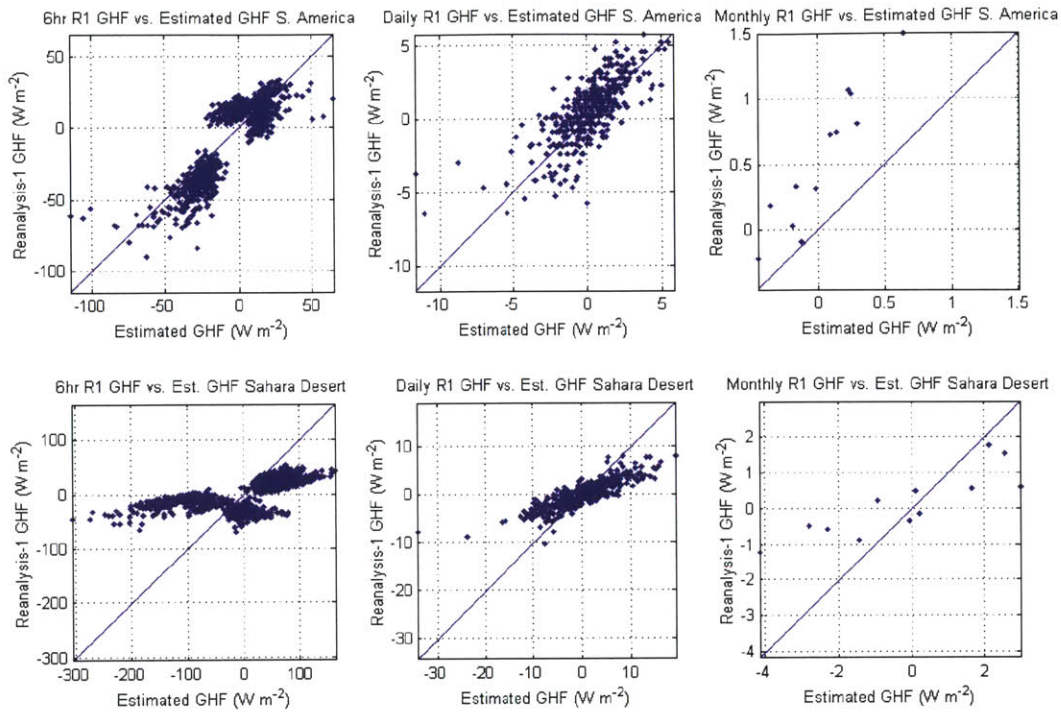 6hr R1 GHF vs. Estimated GHF S. America
Reanalysis-1 GHF (W m-2)
50
0
-50
-100
-100 -50 0 50
Estimated GHF (W m-2)
Daily R1 GHF vs. Estimated GHF S. America
Reanalysis-1 GHF (W m-2)
5
0
-5
-10
-10 -5 0 5
Estimated GHF (W m-2)
Monthly R1 GHF vs. Estimated GHF S. America
Reanalysis-1 GHF (W m-2)
1.5
1
0.5
0
0 0.5 1 1.5
Estimated GHF (W m-2)
6hr R1 GHF vs. Est. GHF Sahara Desert
Reanalysis-1 GHF (W m-2)
100
0
-100
-200
-300
-300 -200 -100 0 100
Estimated GHF (W m-2)
Daily R1 GHF vs. Est. GHF Sahara Desert
Reanalysis-1 GHF (W m-2)
10
0
-10
-20
-30
-30 -20 -10 0 10
Estimated GHF (W m-2)
Monthly R1 GHF vs. Est. GHF Sahara Desert
Reanalysis-1 GHF (W m-2)
2
1
0
-1
-2
-3
-4
-4 -2 0 2
Estimated GHF (W m-2)